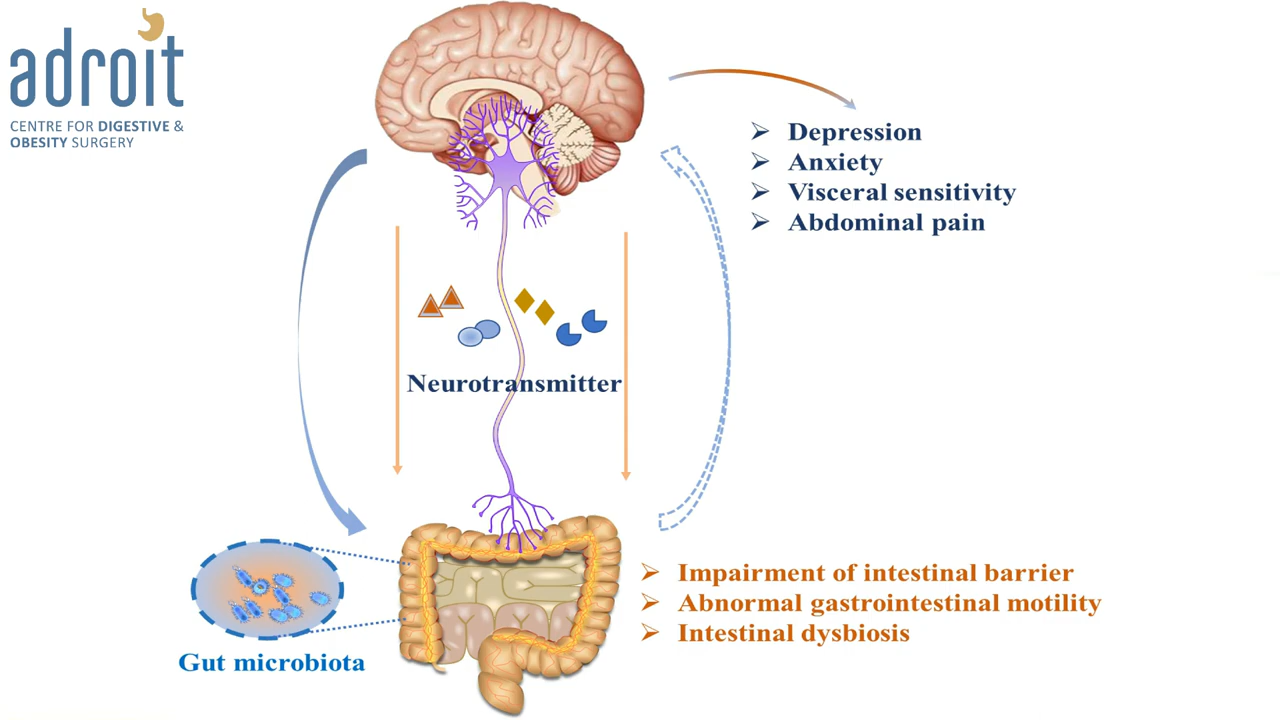 adroit
CENTRE FOR DIGESTIVE &
OBESITY SURGERY
Depression
Anxiety
Visceral sensitivity
Abdominal pain
Neurotransmitter
Impairment of intestinal barrier
Abnormal gastrointestinal motility
Intestinal dysbiosis
Gut microbiota